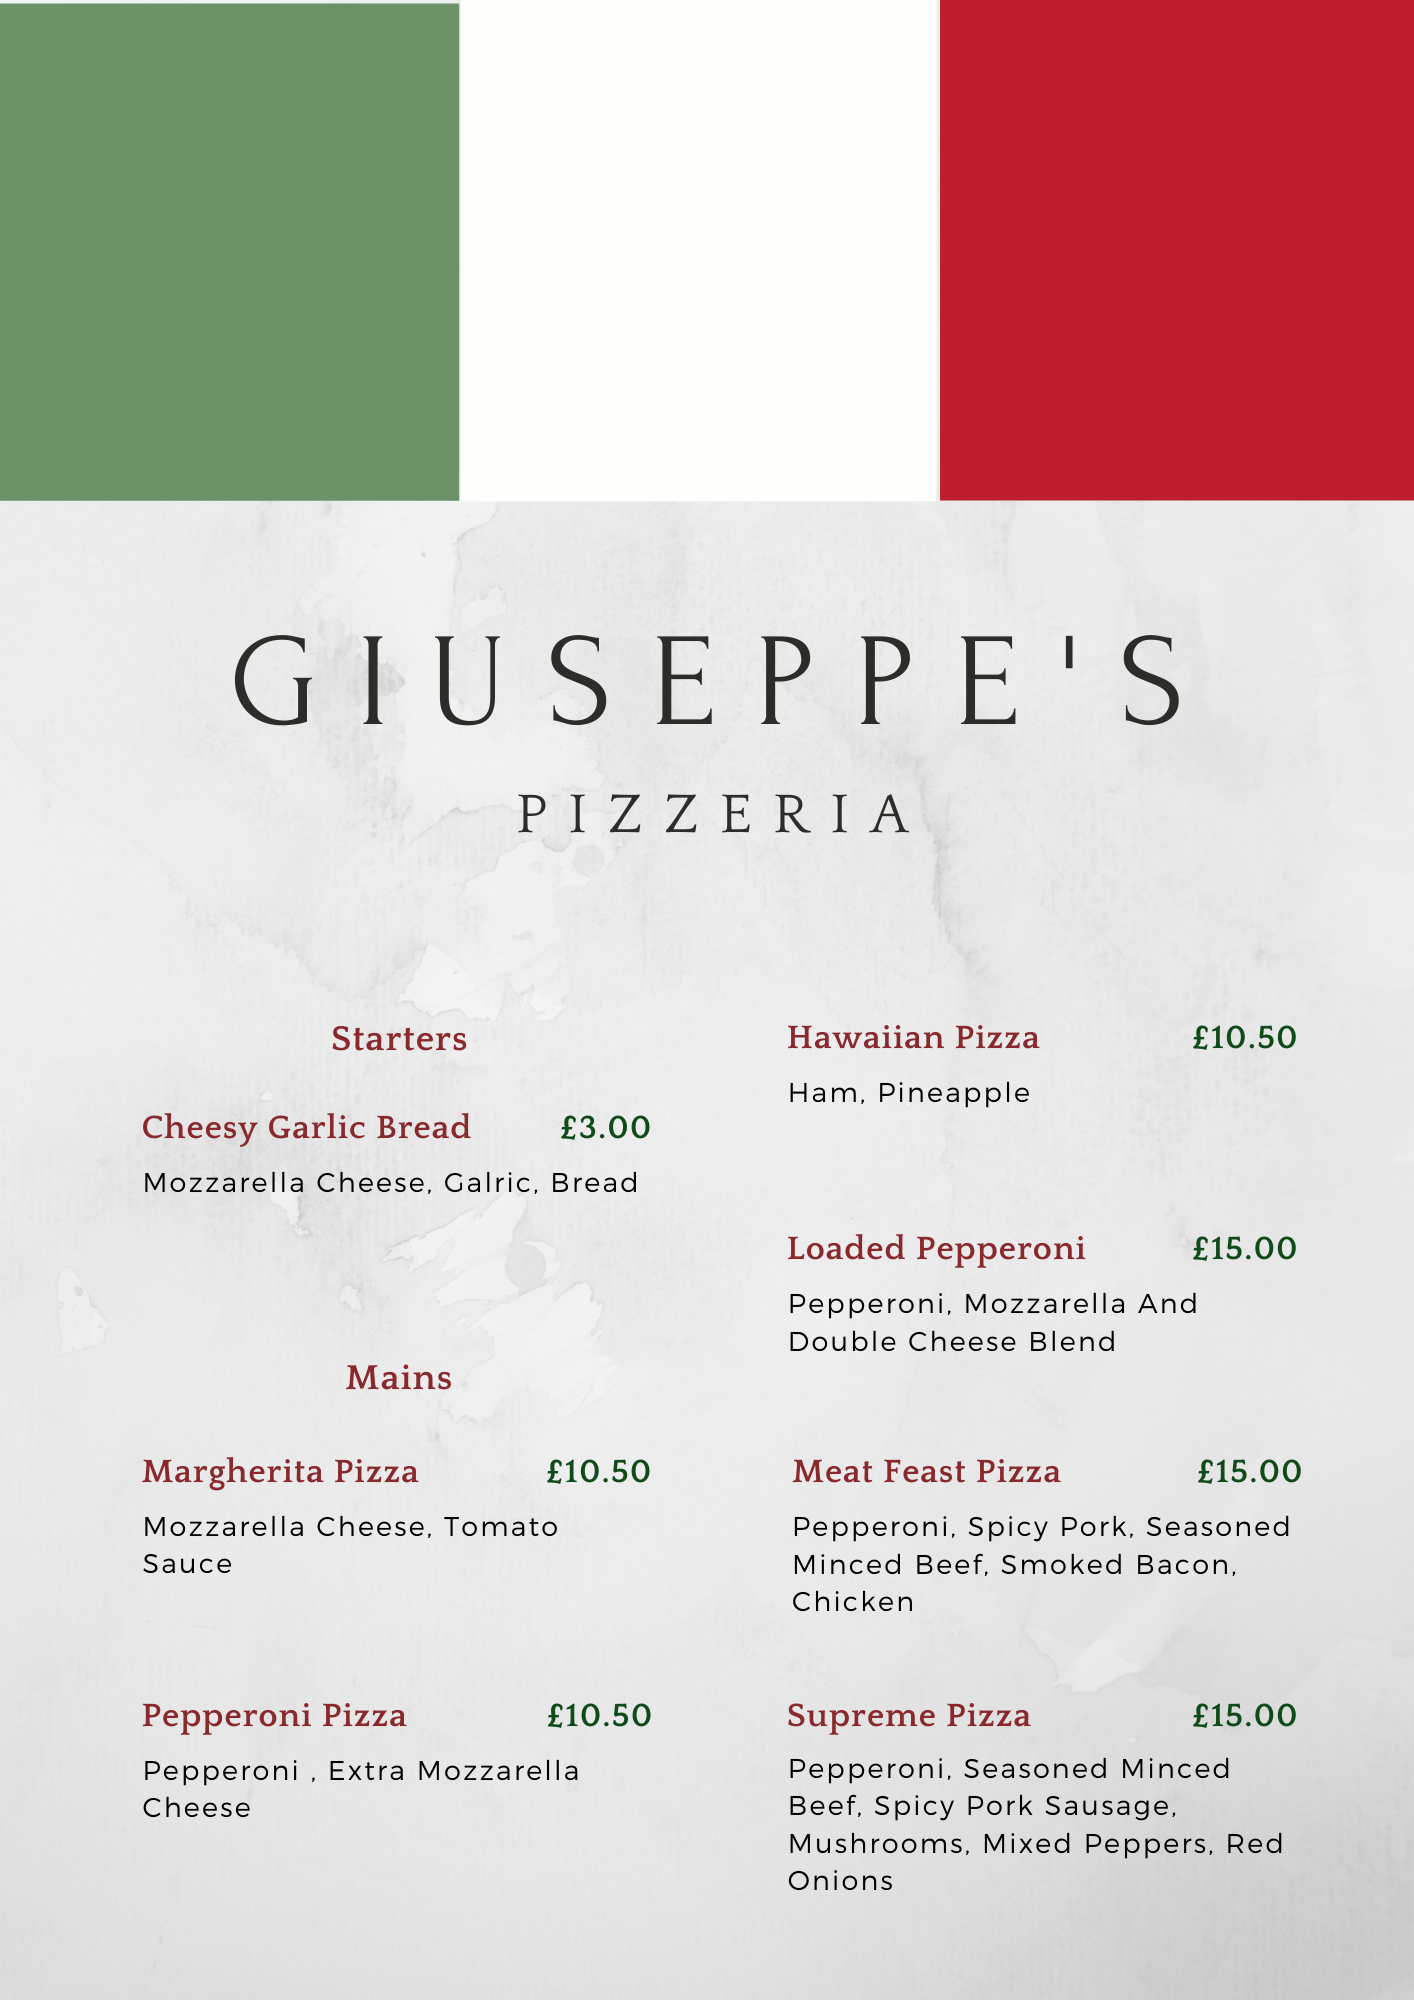 GIUSEPPE'S
PIZZERIA
Starters
Cheesy Garlic Bread £3.00
Mozzarella Cheese, Galric, Bread
Mains
Margherita Pizza £10.50
Mozzarella Cheese, Tomato
Sauce
Pepperoni Pizza £10.50
Pepperoni , Extra Mozzarella
Cheese
Hawaiian Pizza £10.50
Ham, Pineapple
Loaded Pepperoni £15.00
Pepperoni, Mozzarella And
Double Cheese Blend
Meat Feast Pizza £15.00
Pepperoni, Spicy Pork, Seasoned
Minced Beef, Smoked Bacon,
Chicken
Supreme Pizza £15.00
Pepperoni, Seasoned Minced
Beef, Spicy Pork Sausage,
Mushrooms, Mixed Peppers, Red
Onions